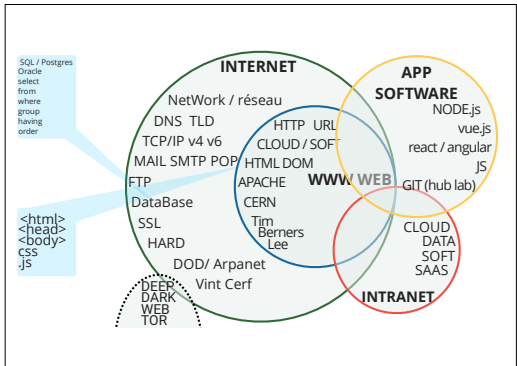 SQL / Postgres
Oracle
select
from
where
group
having
order
<html>
<head>
<body>
css
.js
INTERNET
NetWork / réseau
DNS TLD
TCP/IP v4 v6
MAIL SMTP POP
FTP
DataBase
SSL
HARD
DOD/ Arpanet
Vint Cerf
DEEP
DARK
WEB
TOR
HTTP URL
CLOUD / SOFT
HTML DOM
APACHE
WWW WEB
CERN
Tim
Berners
Lee
APP
SOFTWARE
NODE.js
vue.js
react / angular
JS
GIT (hub lab)
CLOUD
DATA
SOFT
SAAS
INTRANET